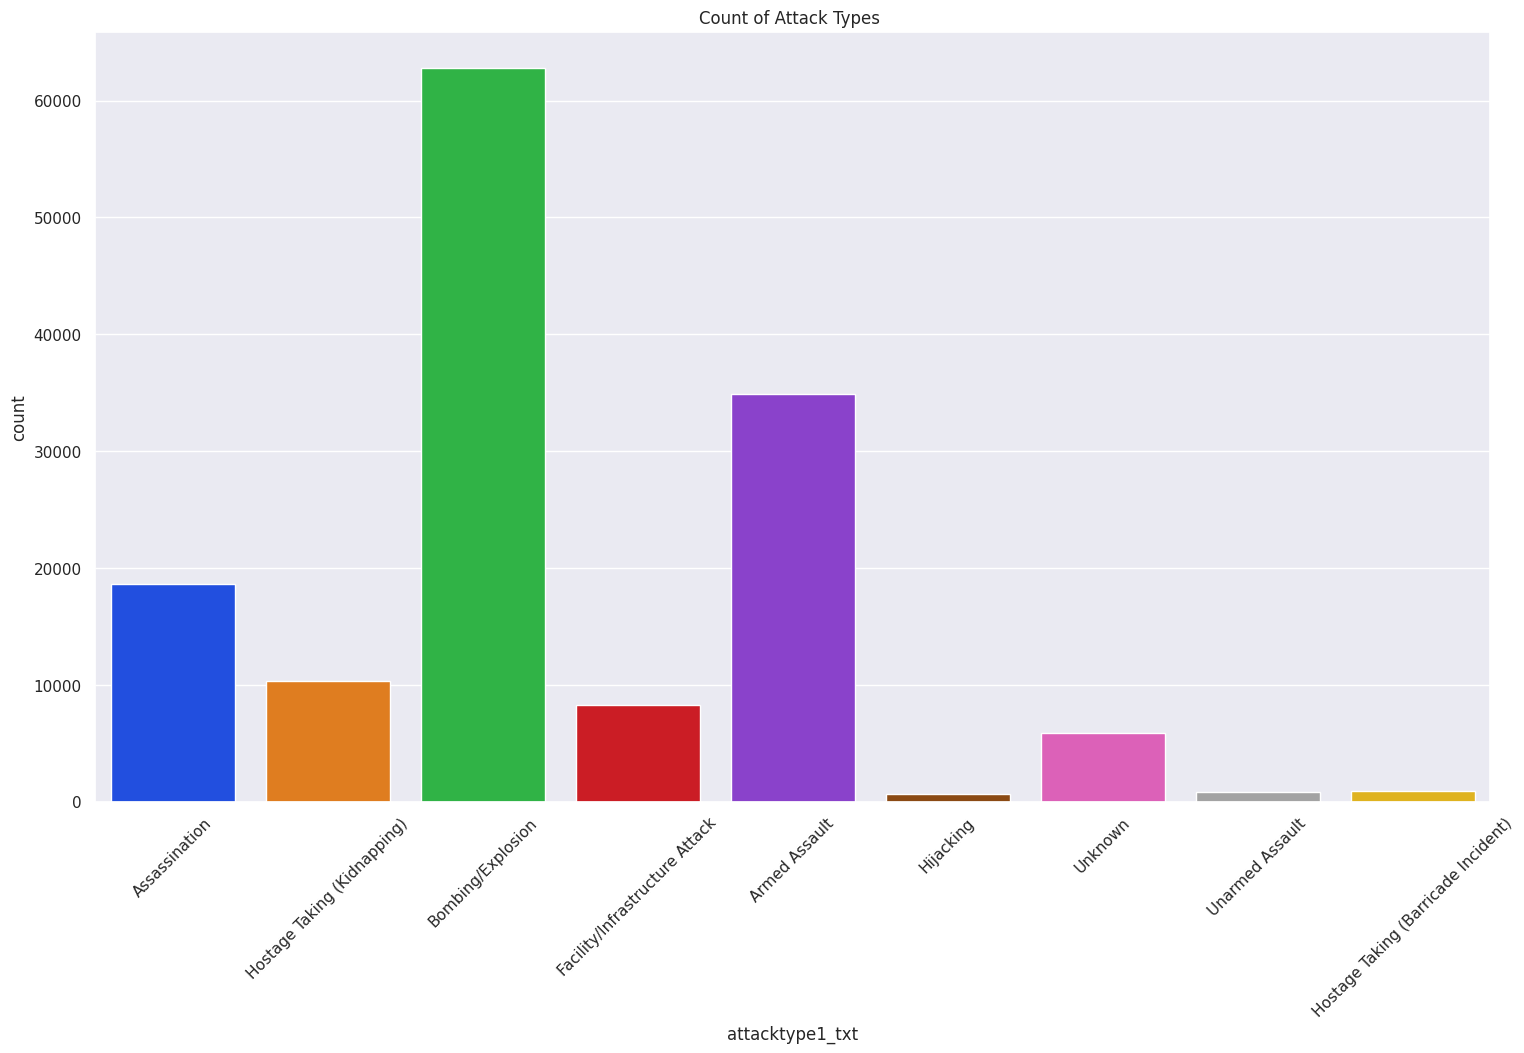 Count of Attack Types
60000
50000
40000
30000
20000
10000
0
count
Assassination
Hostage Taking (Kidnapping)
Bombing/Explosion
Facility/Infrastructure Attack
Armed Assault
Hijacking
Unknown
Unarmed Assault
Hostage Taking (Barricade Incident)
attacktype1_txt